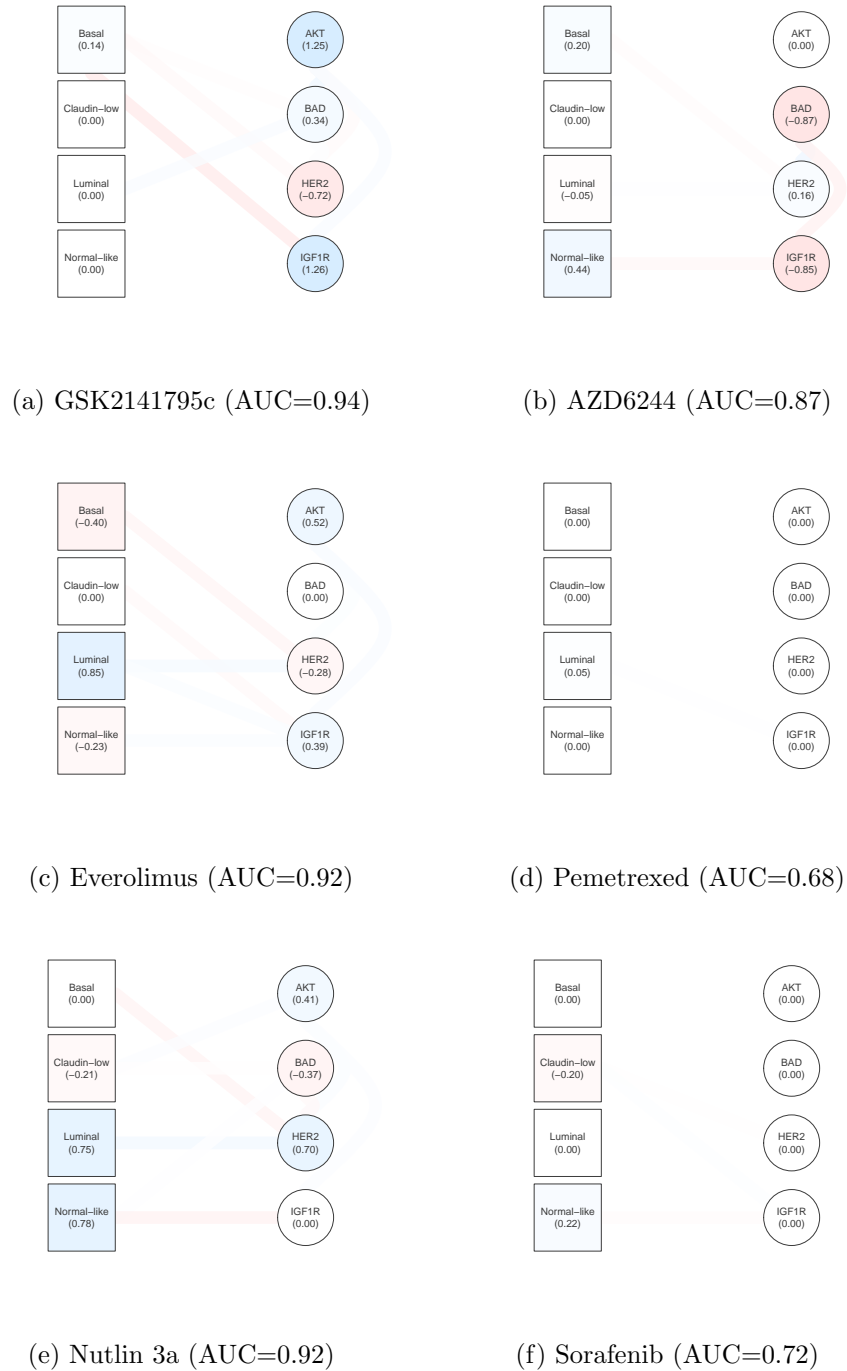 Basal
(0.14)
Claudin−low
(0.00)
Luminal
(0.00)
Normal−like
(0.00)
AKT
(1.25)
BAD
(0.34)
HER2
(−0.72)
IGF1R
(1.26)
(a) GSK2141795c (AUC=0.94)
Basal
(0.20)
Claudin−low
(0.00)
Luminal
(−0.05)
Normal−like
(0.44)
AKT
(0.00)
BAD
(−0.87)
HER2
(0.16)
IGF1R
(−0.85)
(b) AZD6244 (AUC=0.87)
Basal
(−0.40)
Claudin−low
(0.00)
Luminal
(0.85)
Normal−like
(−0.23)
AKT
(0.52)
BAD
(0.00)
HER2
(−0.28)
IGF1R
(0.39)
(c) Everolimus (AUC=0.92)
Basal
(0.00)
Claudin−low
(0.00)
Luminal
(0.05)
Normal−like
(0.00)
AKT
(0.00)
BAD
(0.00)
HER2
(0.00)
IGF1R
(0.00)
(d) Pemetrexed (AUC=0.68)
Basal
(0.00)
Claudin−low
(−0.21)
Luminal
(0.75)
Normal−like
(0.78)
AKT
(0.41)
BAD
(−0.37)
HER2
(0.70)
IGF1R
(0.00)
(e) Nutlin 3a (AUC=0.92)
Basal
(0.00)
Claudin−low
(−0.20)
Luminal
(0.00)
Normal−like
(0.22)
AKT
(0.00)
BAD
(0.00)
HER2
(0.00)
IGF1R
(0.00)
(f) Sorafenib (AUC=0.72)